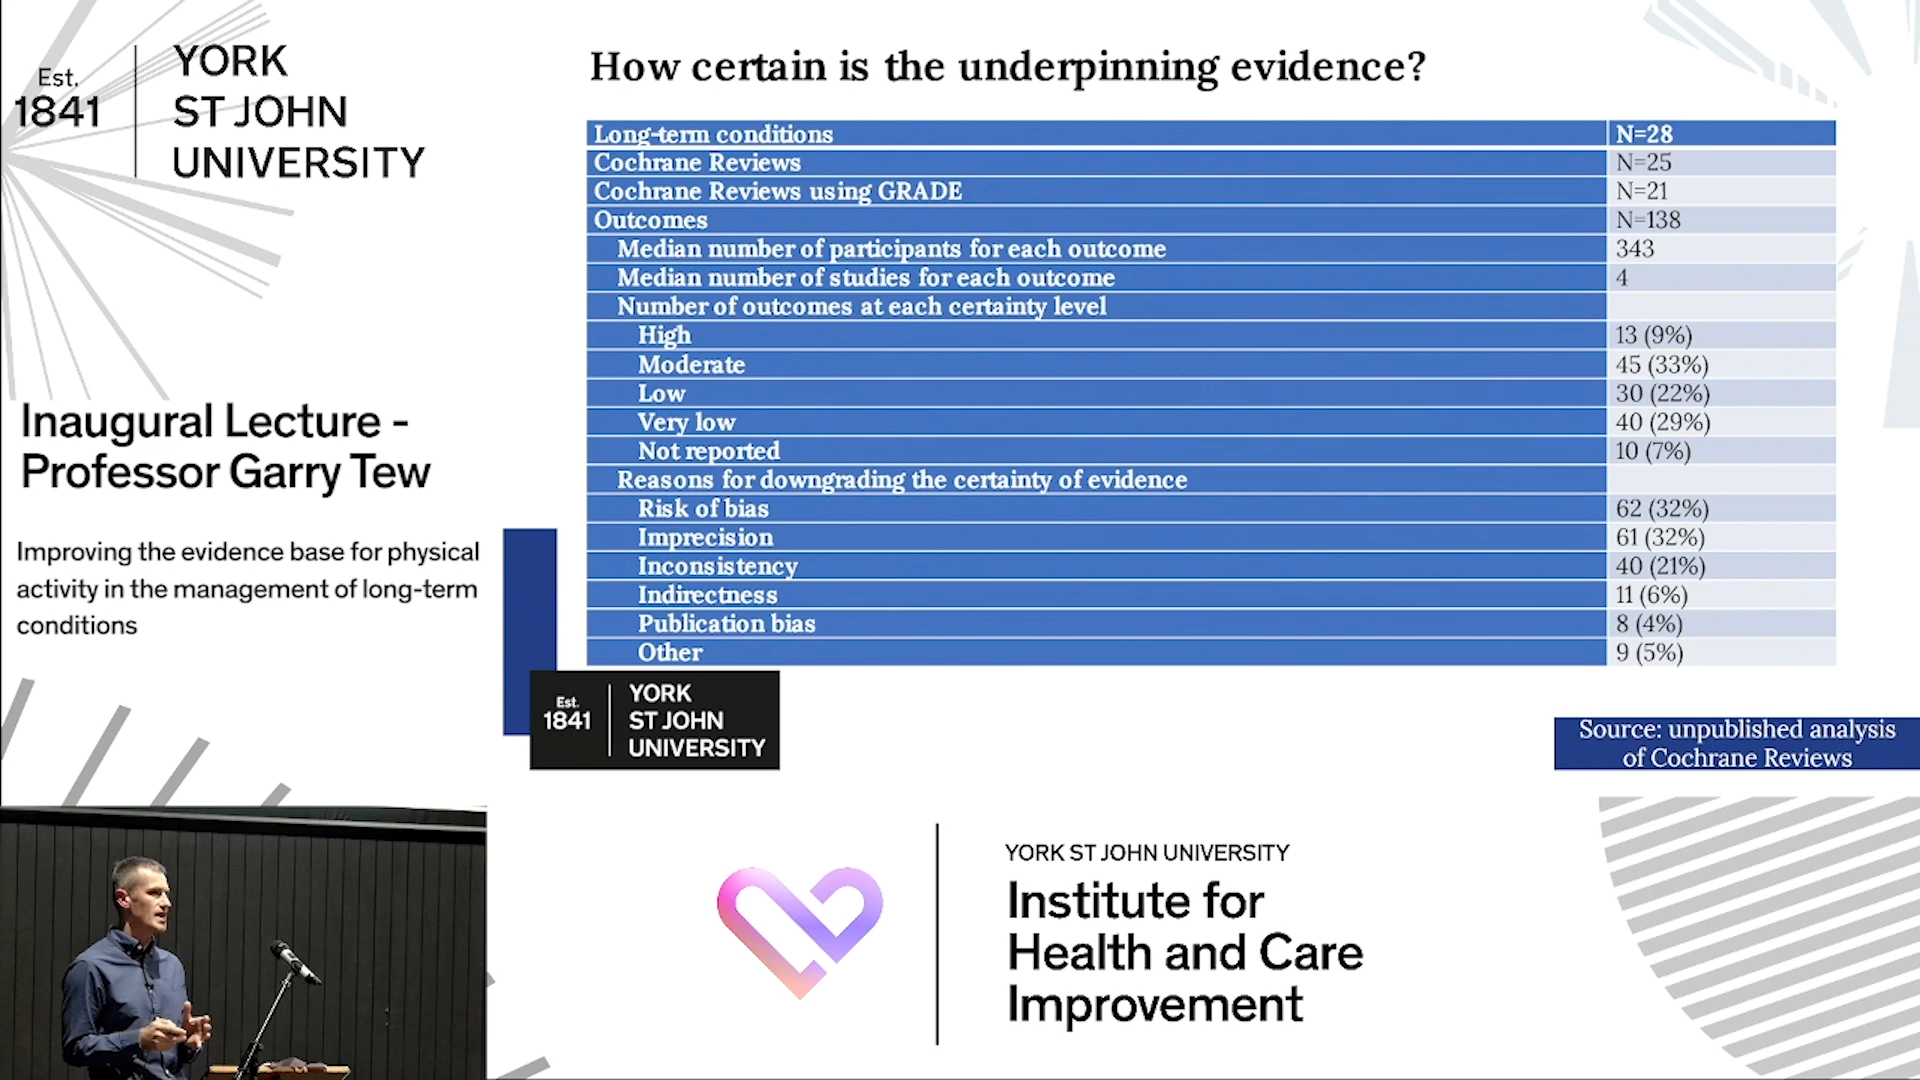 Est.
1841
YORK
ST JOHN
UNIVERSITY
Inaugural Lecture -
Professor Garry Tew
Improving the evidence base for physical
activity in the management of long-term
conditions
How certain is the underpinning evidence?
Long-term conditions N=28
Cochrane Reviews N=25
Cochrane Reviews using GRADE N=21
Outcomes N=138
Median number of participants for each outcome 343
Median number of studies for each outcome 4
Number of outcomes at each certainty level
High 13 (9%)
Moderate 45 (33%)
Low 30 (22%)
Very low 40 (29%)
Not reported 10 (7%)
Reasons for downgrading the certainty of evidence
Risk of bias 62 (32%)
Imprecision 61 (32%)
Inconsistency 40 (21%)
Indirectness 11 (6%)
Publication bias 8 (4%)
Other 9 (5%)
Est.
1841
YORK
ST JOHN
UNIVERSITY
Source: unpublished analysis
of Cochrane Reviews
YORK ST JOHN UNIVERSITY
Institute for
Health and Care
Improvement